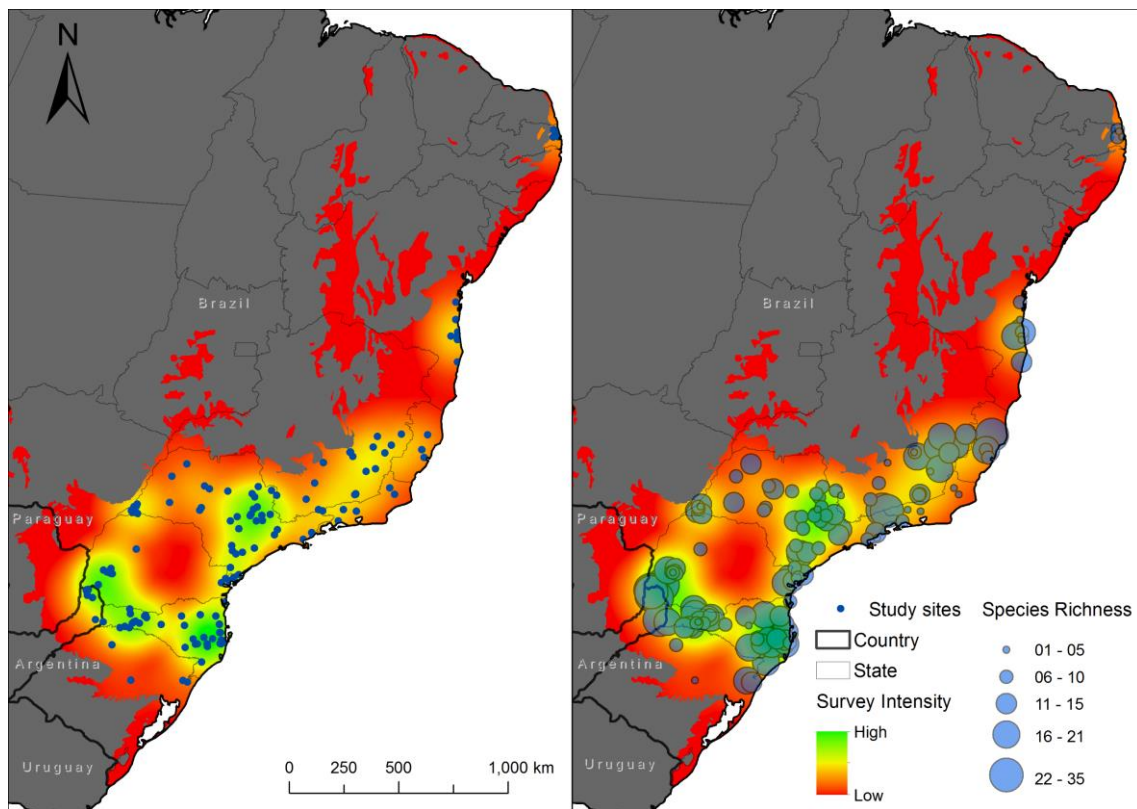 N
Brazil
Paraguay
Argentina
Uruguay
0 250 500 1,000 km
Brazil
Paraguay
Argentina
Uruguay
Study sites
Country
State
Survey Intensity
High
Low
Species Richness
01 - 05
06 - 10
11 - 15
16 - 21
22 - 35